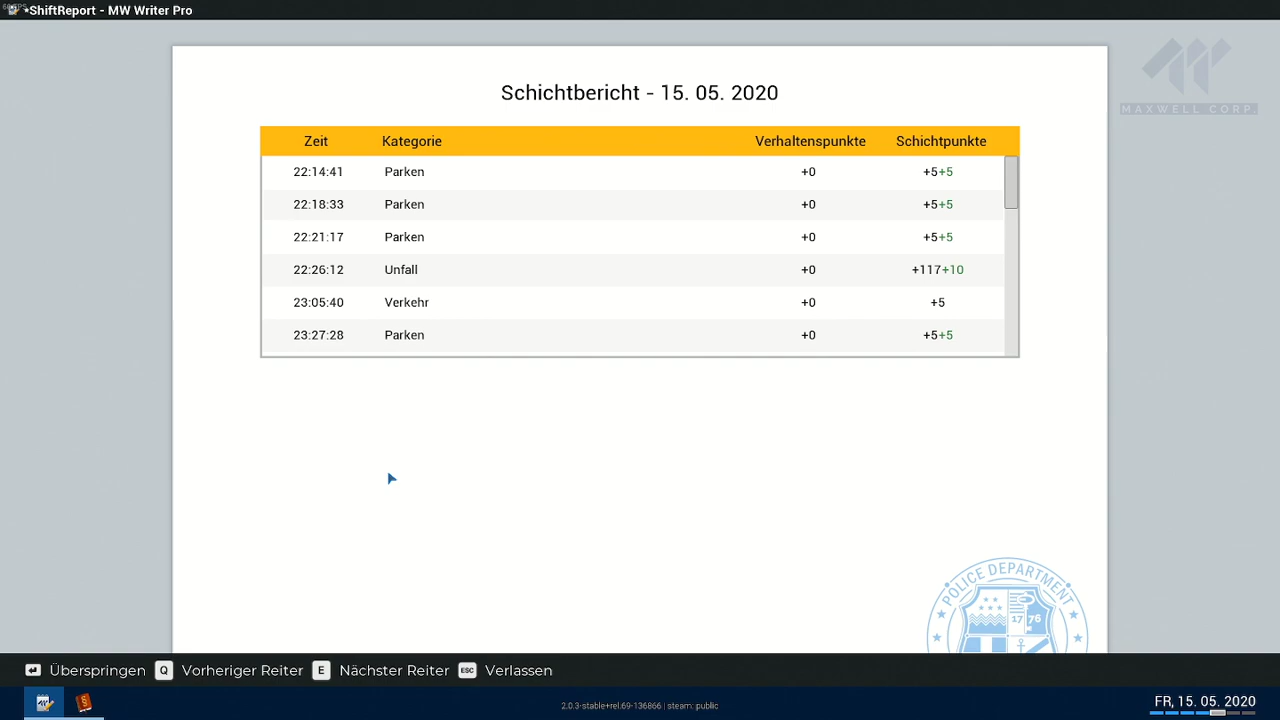 *ShiftReport - MW Writer Pro
MAXWELL CORP.
Schichtbericht - 15. 05. 2020
Zeit Kategorie Verhaltenspunkte Schichtpunkte
22:14:41 Parken +0 +5+5
22:18:33 Parken +0 +5+5
22:21:17 Parken +0 +5+5
22:26:12 Unfall +0 +117+10
23:05:40 Verkehr +0 +5
23:27:28 Parken +0 +5+5
POLICE DEPARTMENT
17 76
Überspringen Q Vorheriger Reiter E Nächster Reiter ESC Verlassen
2.0.3-stable+rel.69-136866 | steam: public
FR, 15. 05. 2020